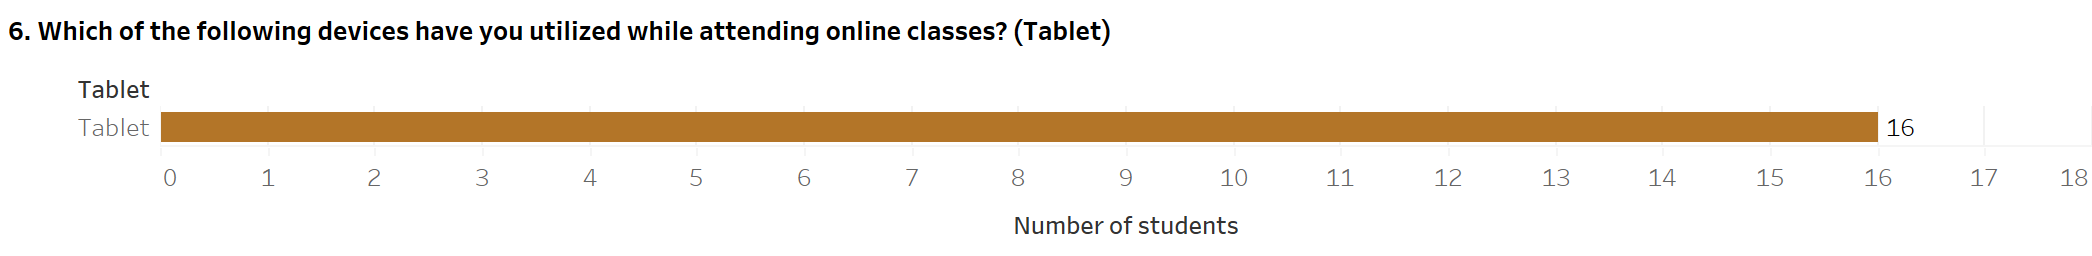 6. Which of the following devices have you utilized while attending online classes? (Tablet)
Tablet
Tablet 16
0 1 2 3 4 5 6 7 8 9 10 11 12 13 14 15 16 17 18
Number of students